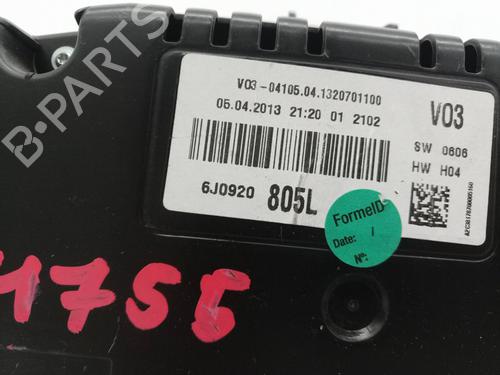 B-PARTS
V03-04105.04.1320701100
05.04.2013 21:20 01 2102
V03
SW 0606
HW H04
6J0920 805L
A2C38178700005160
FormelD
Date: /
Nº: